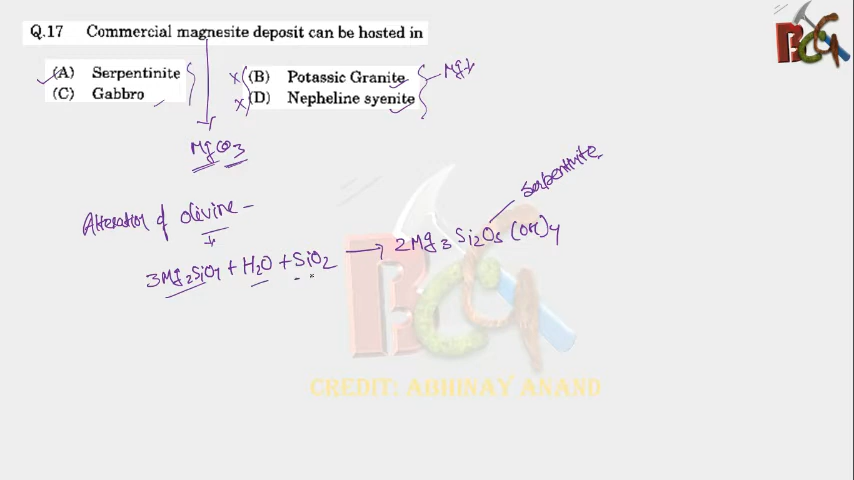 Q.17 Commercial magnesite deposit can be hosted in
(A) Serpentinite (B) Potassic Granite
(C) Gabbro (D) Nepheline syenite
x
x
Mg↓
MgCO3
Alteration of olivine –
serpentinite
3Mg2SiO4 + H2O + SiO2 → 2Mg3Si2O5(OH)4
CREDIT: ABHINAY ANAND